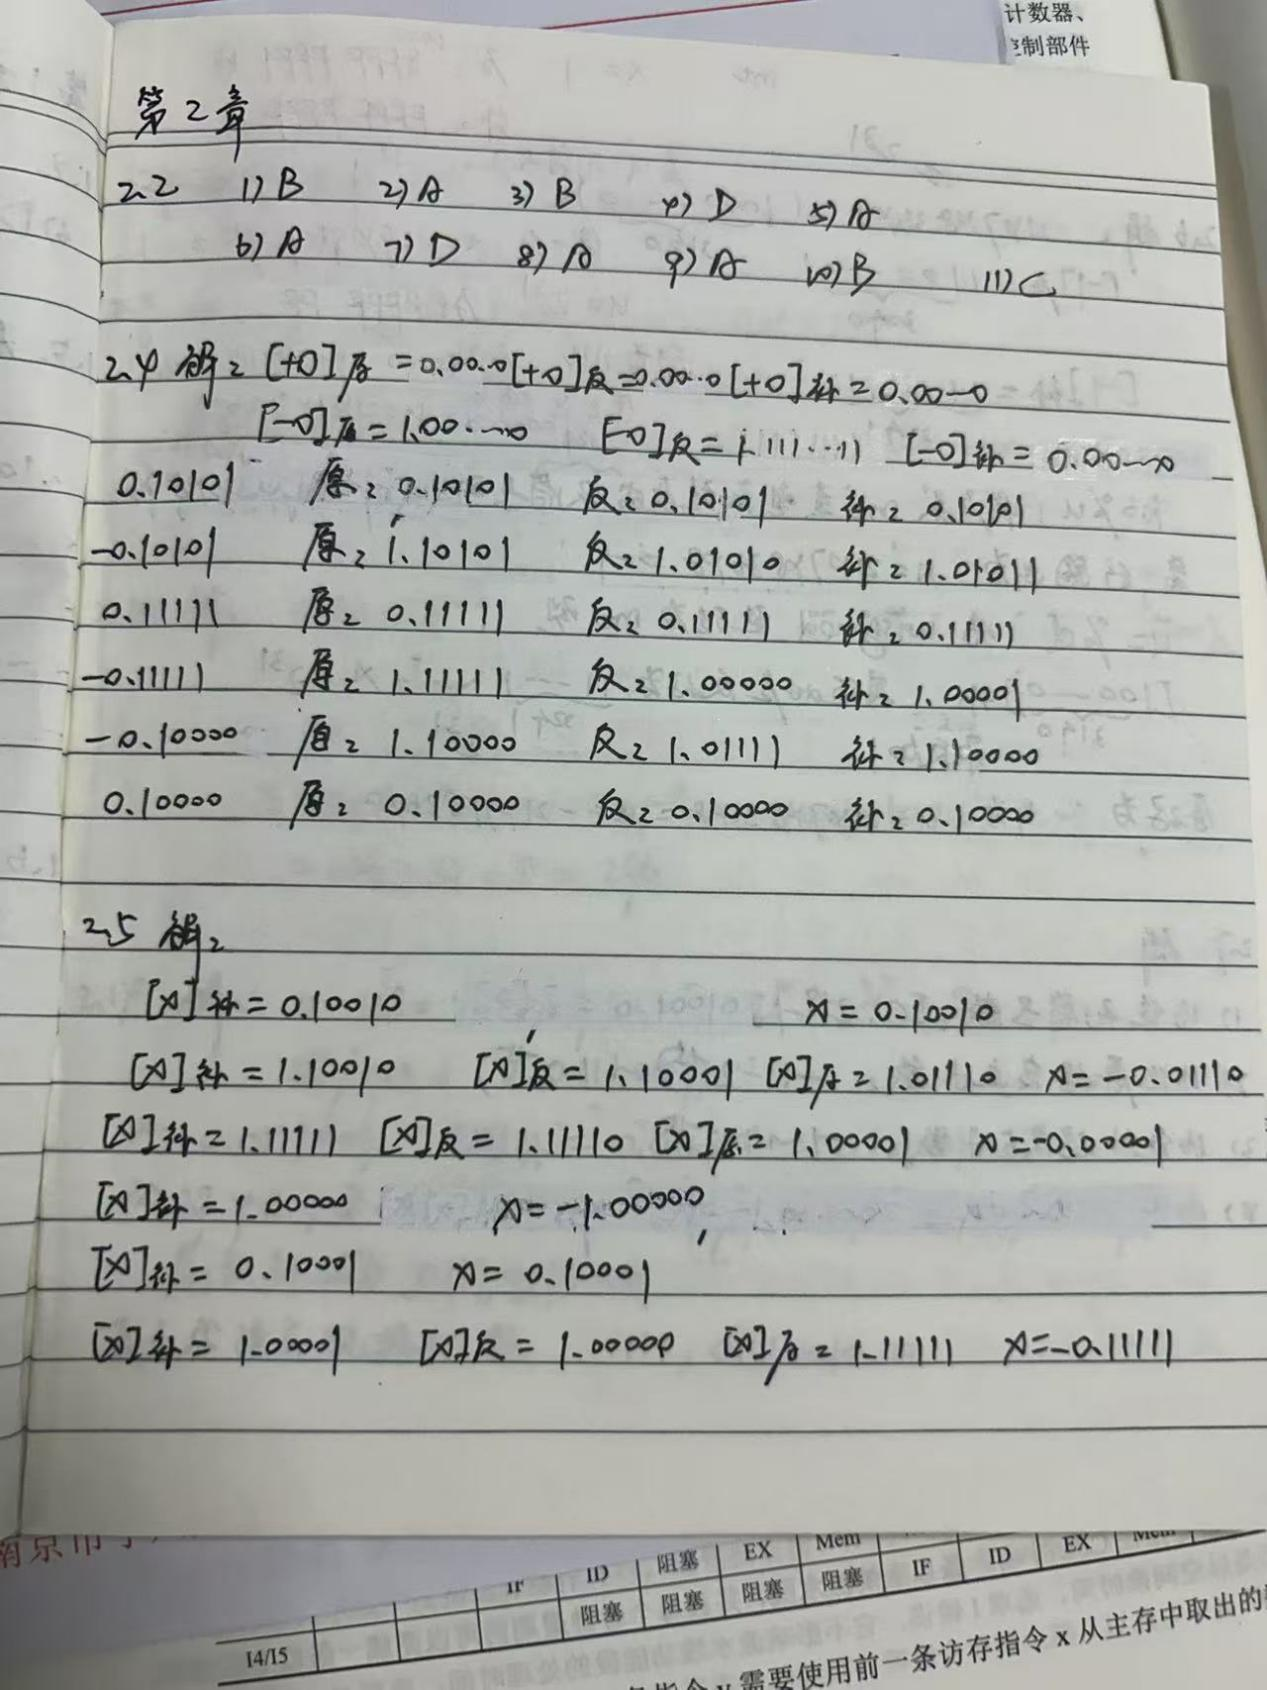 计数器、
控制部件
第2章
2.2 1) B 2) A 3) B 4) D 5) A
6) A 7) D 8) A 9) A 10) B 11) C
2.4 解: [+0]原=0.00..0 [+0]反=0.00..0 [+0]补=0.00…0
[-0]原=1.00...0 [-0]反=1.111...11 [-0]补=0.00…0
0.10101 原: 0.10101 反: 0.10101 补: 0.10101
-0.10101 原: 1.10101 反: 1.01010 补: 1.01011
0.11111 原: 0.11111 反: 0.11111 补: 0.11111
-0.11111 原: 1.11111 反: 1.00000 补: 1.00001
-0.10000 原: 1.10000 反: 1.01111 补: 1.10000
0.10000 原: 0.10000 反: 0.10000 补: 0.10000
2.5 解:
[x]补=0.10010 x=0.10010
[x]补=1.10010 [x]反=1.10001 [x]原=1.01110 x=-0.01110
[x]补=1.11111 [x]反=1.11110 [x]原=1.00001 x=-0.00001
[x]补=1.00000 x=-1.00000
[x]补=0.10001 x=0.10001
[x]补=1.00001 [x]反=1.00000 [x]原=1.11111 x=-0.11111
南京市
IF ID 阻塞 EX Mem
I4/I5 阻塞 阻塞 阻塞 阻塞 IF ID EX Mem
需要使用前一条访存指令 x 从主存中取出的